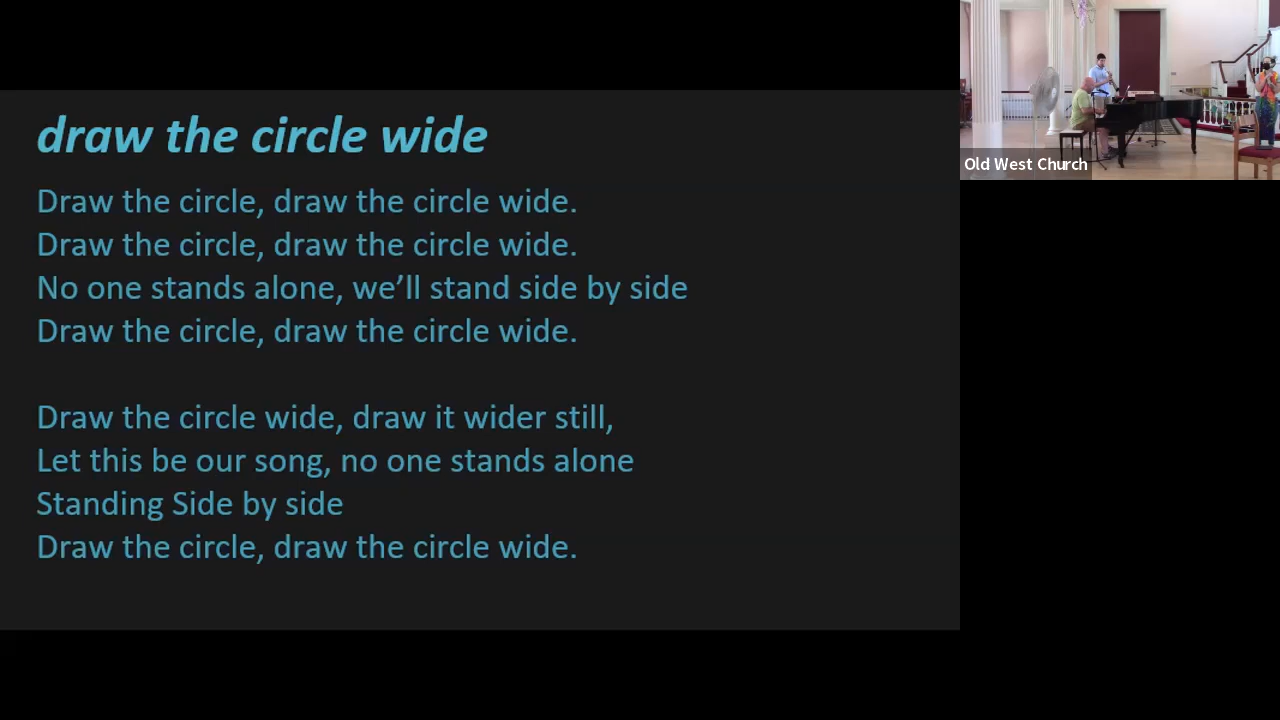 draw the circle wide
Draw the circle, draw the circle wide.
Draw the circle, draw the circle wide.
No one stands alone, we’ll stand side by side
Draw the circle, draw the circle wide.
Draw the circle wide, draw it wider still,
Let this be our song, no one stands alone
Standing Side by side
Draw the circle, draw the circle wide.
Old West Church